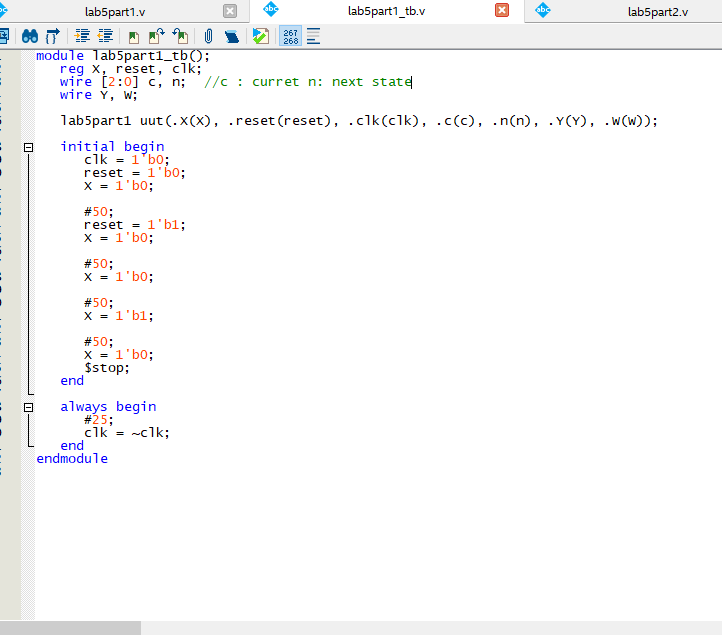 lab5part1.v lab5part1_tb.v lab5part2.v
267
268
module lab5part1_tb();
reg X, reset, clk;
wire [2:0] c, n; //c : curret n: next state
wire Y, W;
lab5part1 uut(.X(X), .reset(reset), .clk(clk), .c(c), .n(n), .Y(Y), .W(W));
initial begin
clk = 1'b0;
reset = 1'b0;
X = 1'b0;
#50;
reset = 1'b1;
X = 1'b0;
#50;
X = 1'b0;
#50;
X = 1'b1;
#50;
X = 1'b0;
$stop;
end
always begin
#25;
clk = ~clk;
end
endmodule